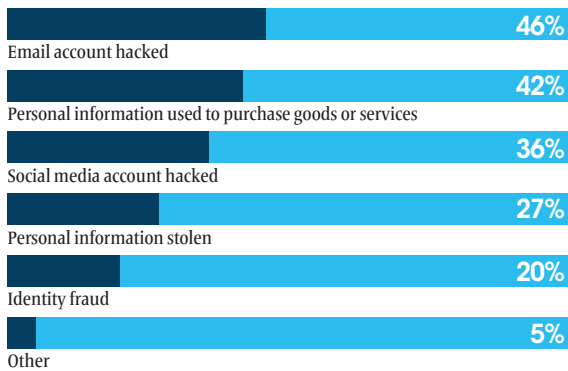 46%
Email account hacked
42%
Personal information used to purchase goods or services
36%
Social media account hacked
27%
Personal information stolen
20%
Identity fraud
5%
Other